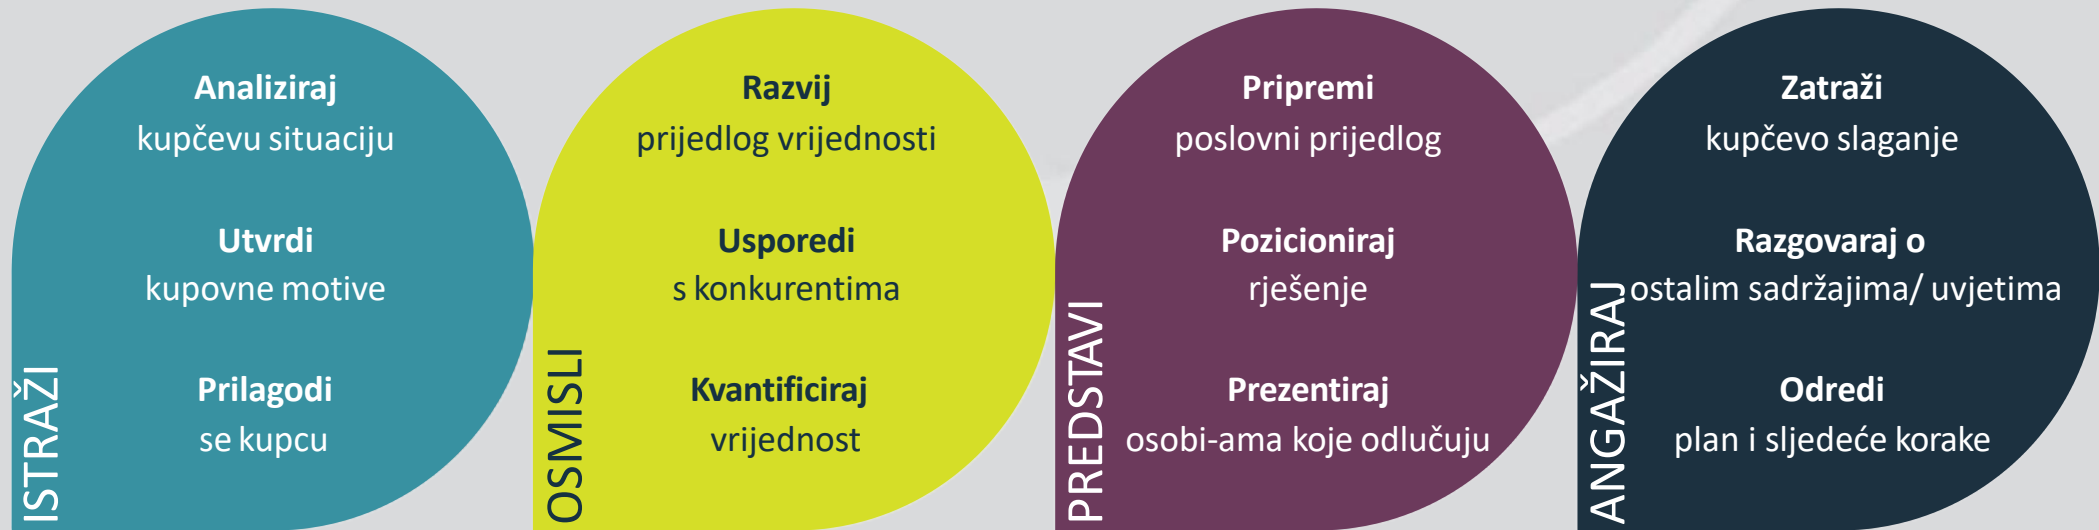 ISTRAŽI
Analiziraj
kupčevu situaciju
Utvrdi
kupovne motive
Prilagodi
se kupcu
OSMISLI
Razvij
prijedlog vrijednosti
Usporedi
s konkurentima
Kvantificiraj
vrijednost
PREDSTAVI
Pripremi
poslovni prijedlog
Pozicioniraj
rješenje
Prezentiraj
osobi-ama koje odlučuju
ANGAŽIRAJ
Zatraži
kupčevo slaganje
Razgovaraj o
ostalim sadržajima/ uvjetima
Odredi
plan i sljedeće korake